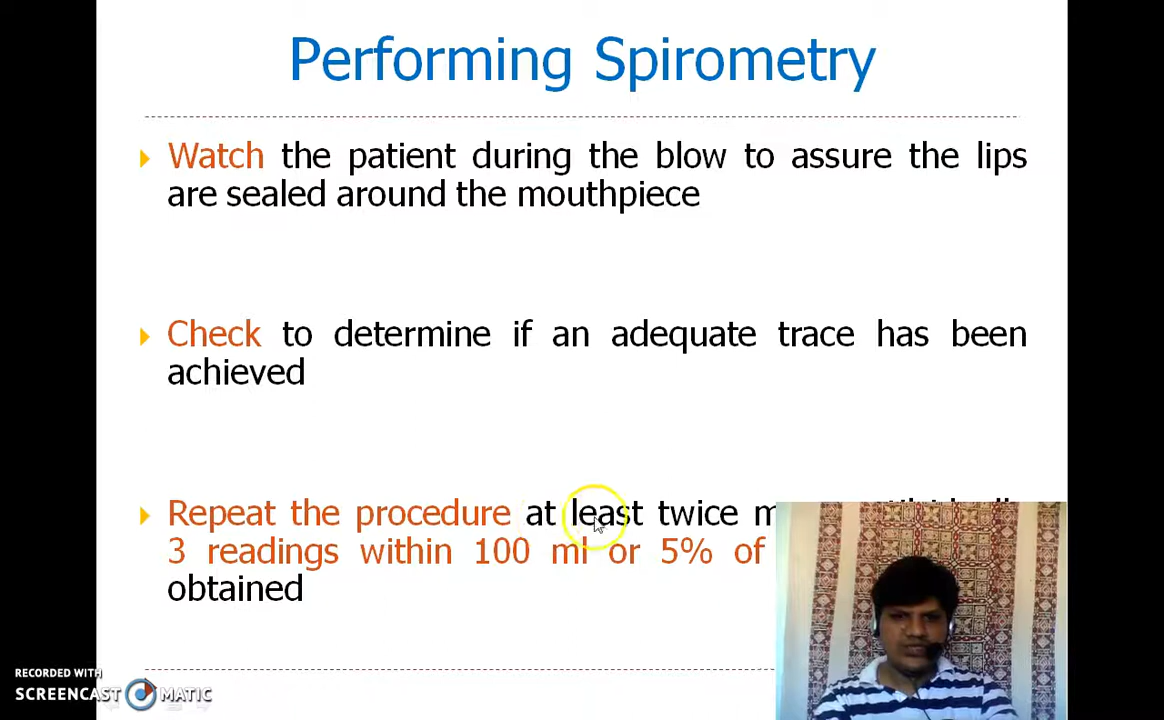 Performing Spirometry
Watch the patient during the blow to assure the lips
are sealed around the mouthpiece
Check to determine if an adequate trace has been
achieved
Repeat the procedure at least twice
3 readings within 100 ml or 5% of
obtained
RECORDED WITH
SCREENCAST MATIC